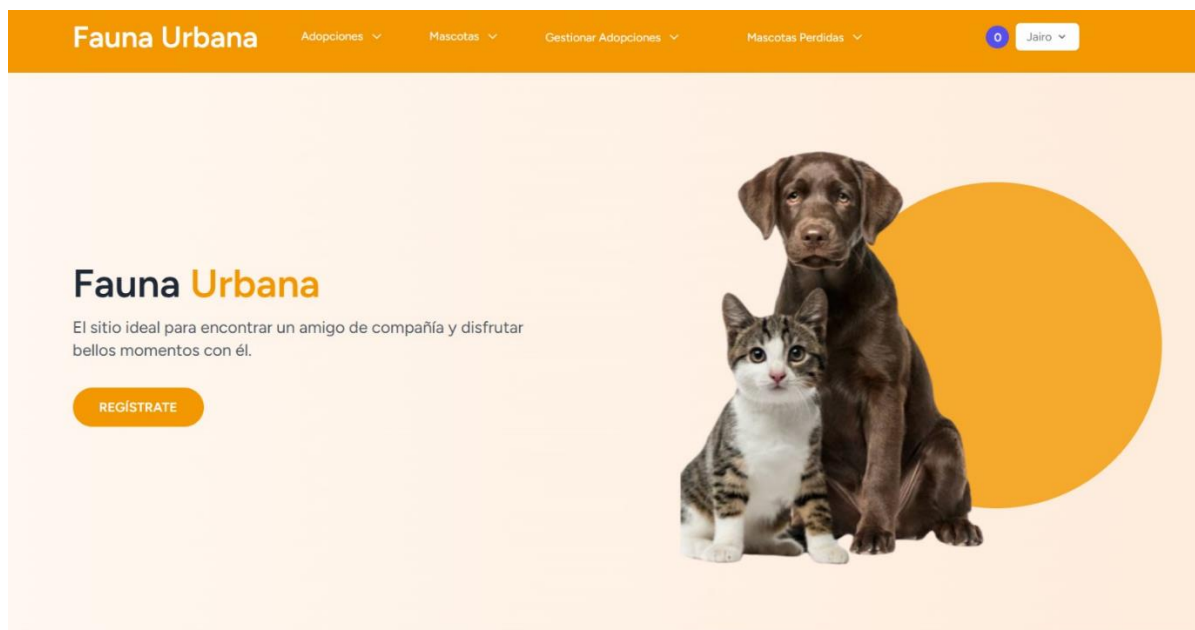 Fauna Urbana
Adopciones
Mascotas
Gestionar Adopciones
Mascotas Perdidas
0
Jairo
Fauna Urbana
El sitio ideal para encontrar un amigo de compañía y disfrutar
bellos momentos con él.
REGÍSTRATE